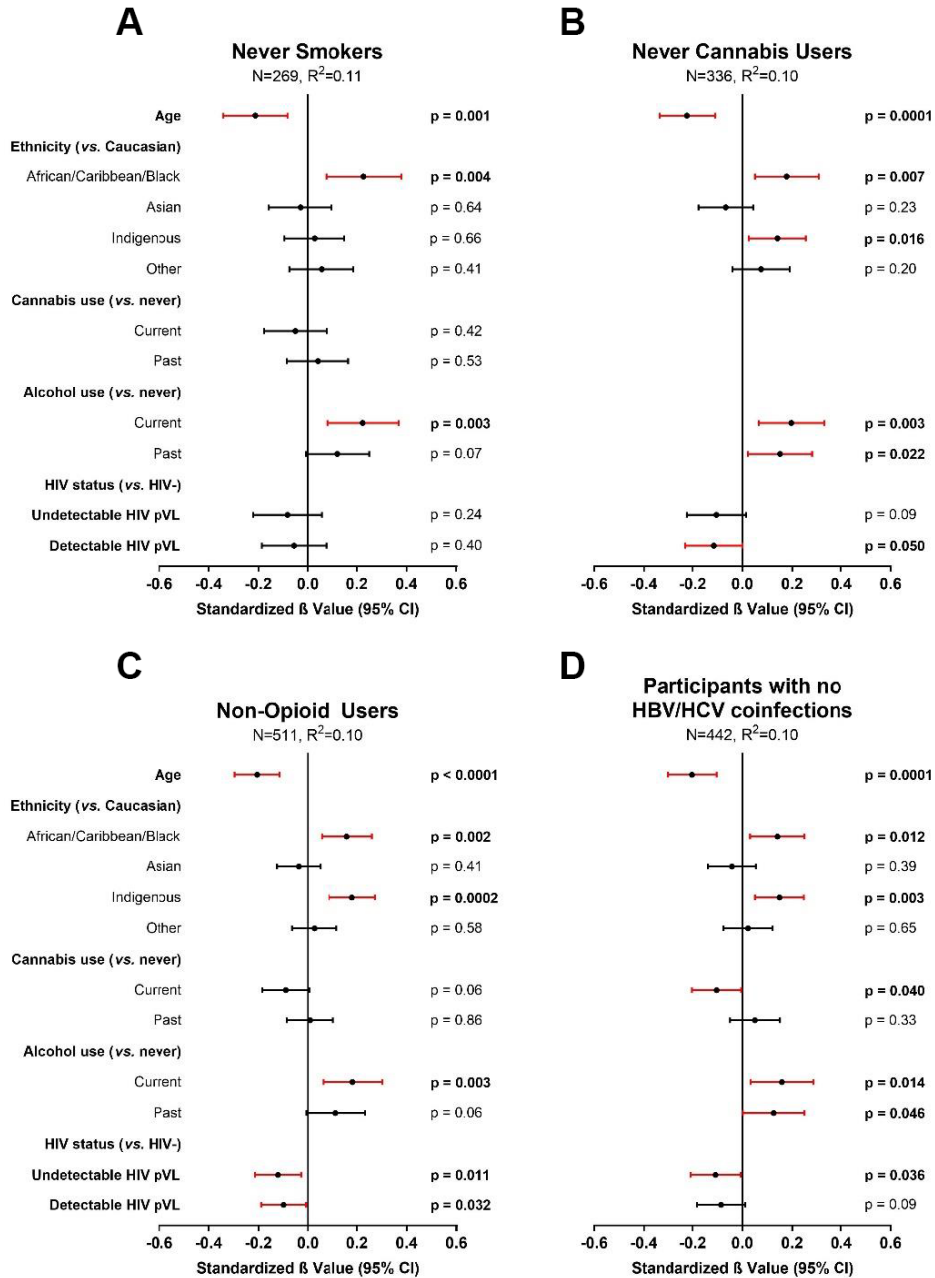 A
Never Smokers
N=269, R²=0.11
Age p = 0.001
Ethnicity (vs. Caucasian)
African/Caribbean/Black p = 0.004
Asian p = 0.64
Indigenous p = 0.66
Other p = 0.41
Cannabis use (vs. never)
Current p = 0.42
Past p = 0.53
Alcohol use (vs. never)
Current p = 0.003
Past p = 0.07
HIV status (vs. HIV-)
Undetectable HIV pVL p = 0.24
Detectable HIV pVL p = 0.40
-0.6 -0.4 -0.2 0.0 0.2 0.4 0.6
Standardized ß Value (95% CI)
B
Never Cannabis Users
N=336, R²=0.10
p = 0.0001
p = 0.007
p = 0.23
p = 0.016
p = 0.20
p = 0.003
p = 0.022
p = 0.09
p = 0.050
-0.6 -0.4 -0.2 0.0 0.2 0.4 0.6
Standardized ß Value (95% CI)
C
Non-Opioid Users
N=511, R²=0.10
Age p < 0.0001
Ethnicity (vs. Caucasian)
African/Caribbean/Black p = 0.002
Asian p = 0.41
Indigenous p = 0.0002
Other p = 0.58
Cannabis use (vs. never)
Current p = 0.06
Past p = 0.86
Alcohol use (vs. never)
Current p = 0.003
Past p = 0.06
HIV status (vs. HIV-)
Undetectable HIV pVL p = 0.011
Detectable HIV pVL p = 0.032
-0.6 -0.4 -0.2 0.0 0.2 0.4 0.6
Standardized ß Value (95% CI)
D
Participants with no
HBV/HCV coinfections
N=442, R²=0.10
p = 0.0001
p = 0.012
p = 0.39
p = 0.003
p = 0.65
p = 0.040
p = 0.33
p = 0.014
p = 0.046
p = 0.036
p = 0.09
-0.6 -0.4 -0.2 0.0 0.2 0.4 0.6
Standardized ß Value (95% CI)